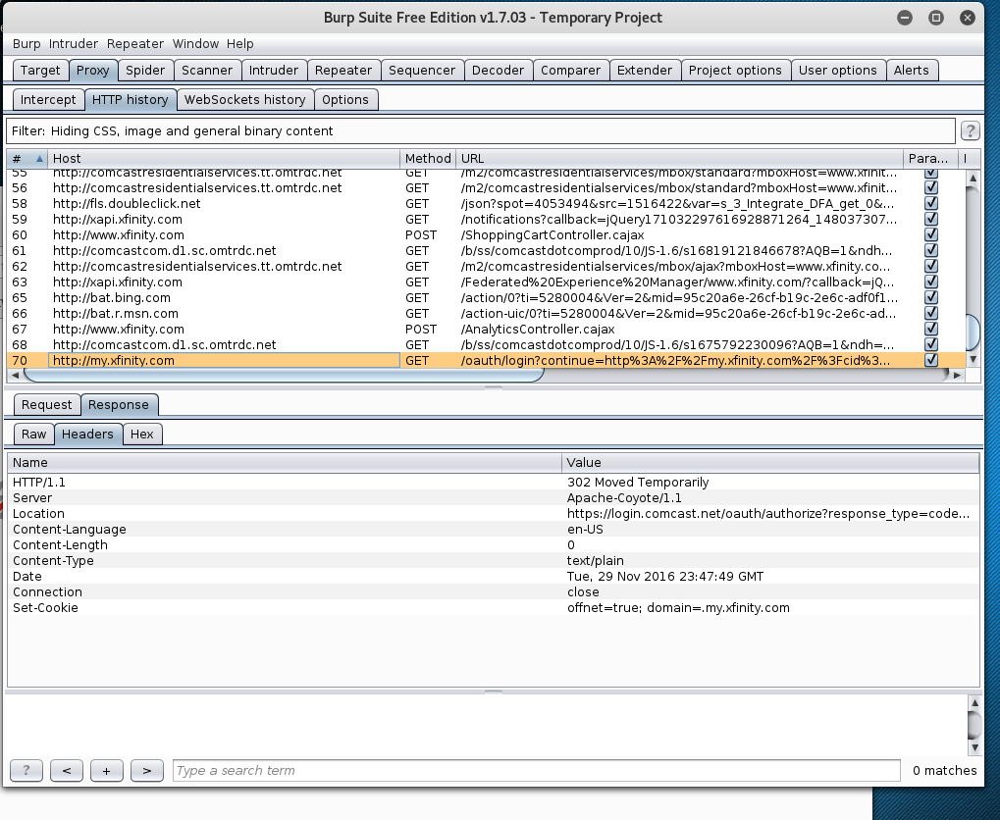 Burp Suite Free Edition v1.7.03 - Temporary Project
Burp Intruder Repeater Window Help
Target Proxy Spider Scanner Intruder Repeater Sequencer Decoder Comparer Extender Project options User options Alerts
Intercept HTTP history WebSockets history Options
Filter: Hiding CSS, image and general binary content ?
# Host Method URL Para...
55 http://comcastresidentialservices.tt.omtrdc.net GET /m2/comcastresidentialservices/mbox/standard?mboxHost=www.xfinit...
56 http://comcastresidentialservices.tt.omtrdc.net GET /m2/comcastresidentialservices/mbox/standard?mboxHost=www.xfinit...
58 http://fls.doubleclick.net GET /json?spot=4053494&src=1516422&var=s_3_Integrate_DFA_get_0&...
59 http://xapi.xfinity.com GET /notifications?callback=jQuery171032297616928871264_148037307...
60 http://www.xfinity.com POST /ShoppingCartController.cajax
61 http://comcastcom.d1.sc.omtrdc.net GET /b/ss/comcastdotcomprod/10/JS-1.6/s16819121846678?AQB=1&ndh...
62 http://comcastresidentialservices.tt.omtrdc.net GET /m2/comcastresidentialservices/mbox/ajax?mboxHost=www.xfinity.co...
63 http://xapi.xfinity.com GET /Federated%20Experience%20Manager/www.xfinity.com/?callback=jQ...
65 http://bat.bing.com GET /action/0?ti=5280004&Ver=2&mid=95c20a6e-26cf-b19c-2e6c-adf0f1...
66 http://bat.r.msn.com GET /action-uic/0?ti=5280004&Ver=2&mid=95c20a6e-26cf-b19c-2e6c-ad...
67 http://www.xfinity.com POST /AnalyticsController.cajax
68 http://comcastcom.d1.sc.omtrdc.net GET /b/ss/comcastdotcomprod/10/JS-1.6/s1675792230096?AQB=1&ndh=...
70 http://my.xfinity.com GET /oauth/login?continue=http%3A%2F%2Fmy.xfinity.com%2F%3Fcid%3...
Request Response
Raw Headers Hex
Name Value
HTTP/1.1 302 Moved Temporarily
Server Apache-Coyote/1.1
Location https://login.comcast.net/oauth/authorize?response_type=code...
Content-Language en-US
Content-Length 0
Content-Type text/plain
Date Tue, 29 Nov 2016 23:47:49 GMT
Connection close
Set-Cookie offnet=true; domain=.my.xfinity.com
? < + > Type a search term 0 matches